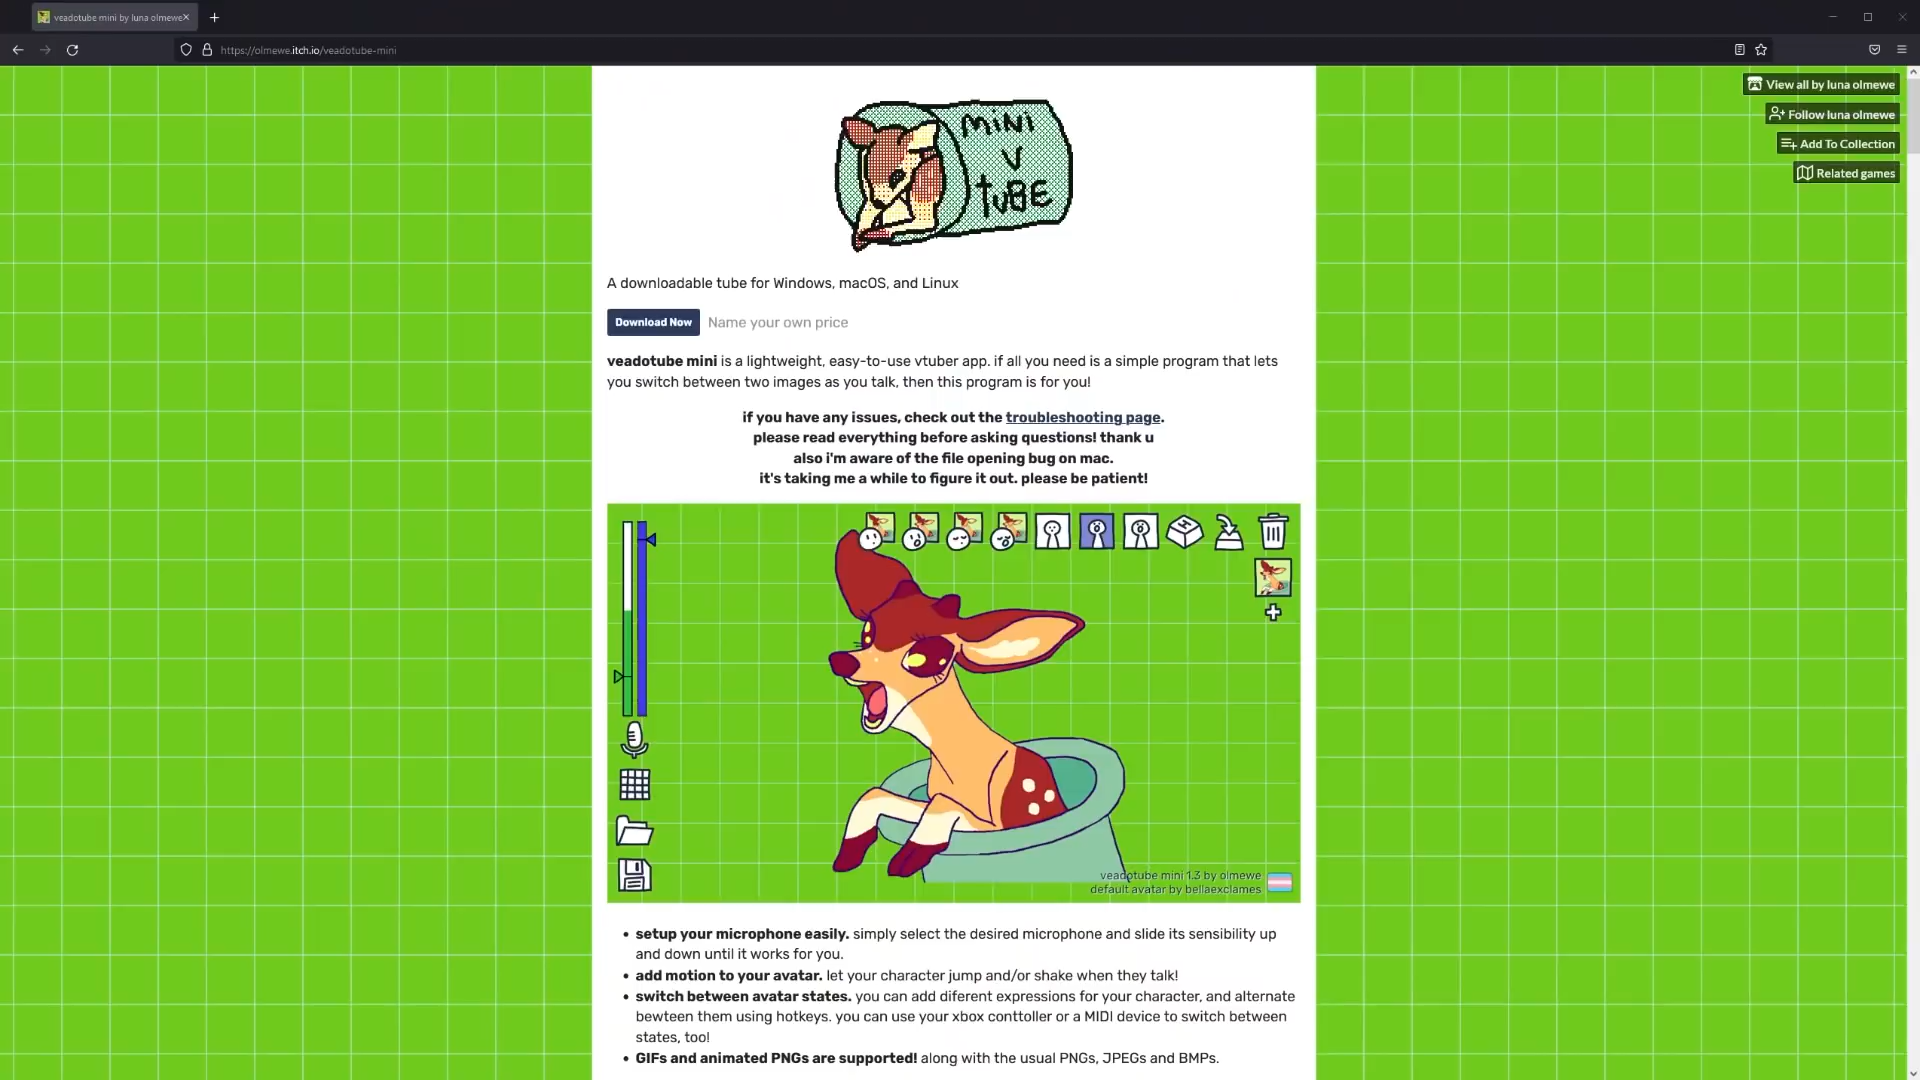 veadotube mini by luna olmewe
https://olmewe.itch.io/veadotube-mini
View all by luna olmewe
Follow luna olmewe
Add To Collection
Related games
MiNi
V
tUBE
A downloadable tube for Windows, macOS, and Linux
Download Now Name your own price
veadotube mini is a lightweight, easy-to-use vtuber app. if all you need is a simple program that lets
you switch between two images as you talk, then this program is for you!
if you have any issues, check out the troubleshooting page.
please read everything before asking questions! thank u
also i'm aware of the file opening bug on mac.
it's taking me a while to figure it out. please be patient!
veadotube mini 1.3 by olmewe
default avatar by bellaexclames
• setup your microphone easily. simply select the desired microphone and slide its sensibility up
and down until it works for you.
• add motion to your avatar. let your character jump and/or shake when they talk!
• switch between avatar states. you can add diferent expressions for your character, and alternate
bewteen them using hotkeys. you can use your xbox conttoller or a MIDI device to switch between
states, too!
• GIFs and animated PNGs are supported! along with the usual PNGs, JPEGs and BMPs.